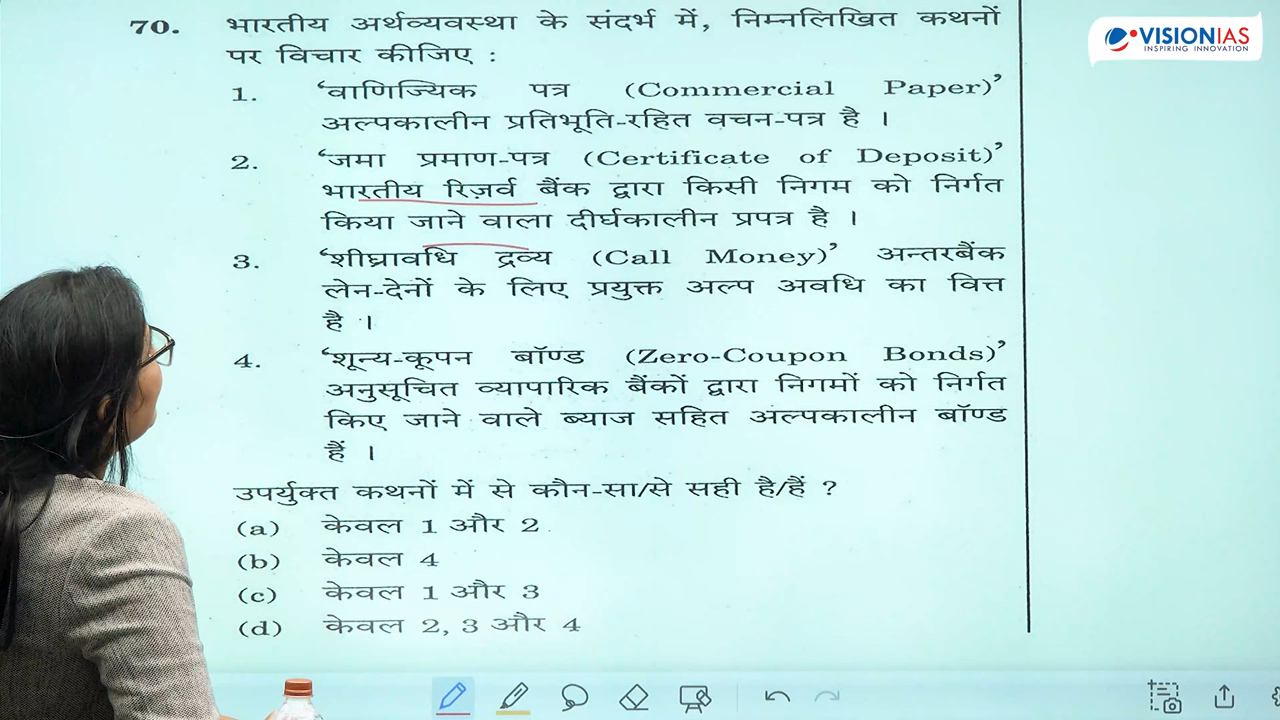 VISIONIAS
INSPIRING INNOVATION
70. भारतीय अर्थव्यवस्था के संदर्भ में, निम्नलिखित कथनों
पर विचार कीजिए :
1. ‘वाणिज्यिक पत्र (Commercial Paper)’
अल्पकालीन प्रतिभूति-रहित वचन-पत्र है ।
2. ‘जमा प्रमाण-पत्र (Certificate of Deposit)’
भारतीय रिज़र्व बैंक द्वारा किसी निगम को निर्गत
किया जाने वाला दीर्घकालीन प्रपत्र है ।
3. ‘शीघ्रावधि द्रव्य (Call Money)’ अन्तरबैंक
लेन-देनों के लिए प्रयुक्त अल्प अवधि का वित्त
है ।
4. ‘शून्य-कूपन बॉण्ड (Zero-Coupon Bonds)’
अनुसूचित व्यापारिक बैंकों द्वारा निगमों को निर्गत
किए जाने वाले ब्याज सहित अल्पकालीन बॉण्ड
हैं ।
उपर्युक्त कथनों में से कौन-सा/से सही है/हैं ?
(a) केवल 1 और 2
(b) केवल 4
(c) केवल 1 और 3
(d) केवल 2, 3 और 4